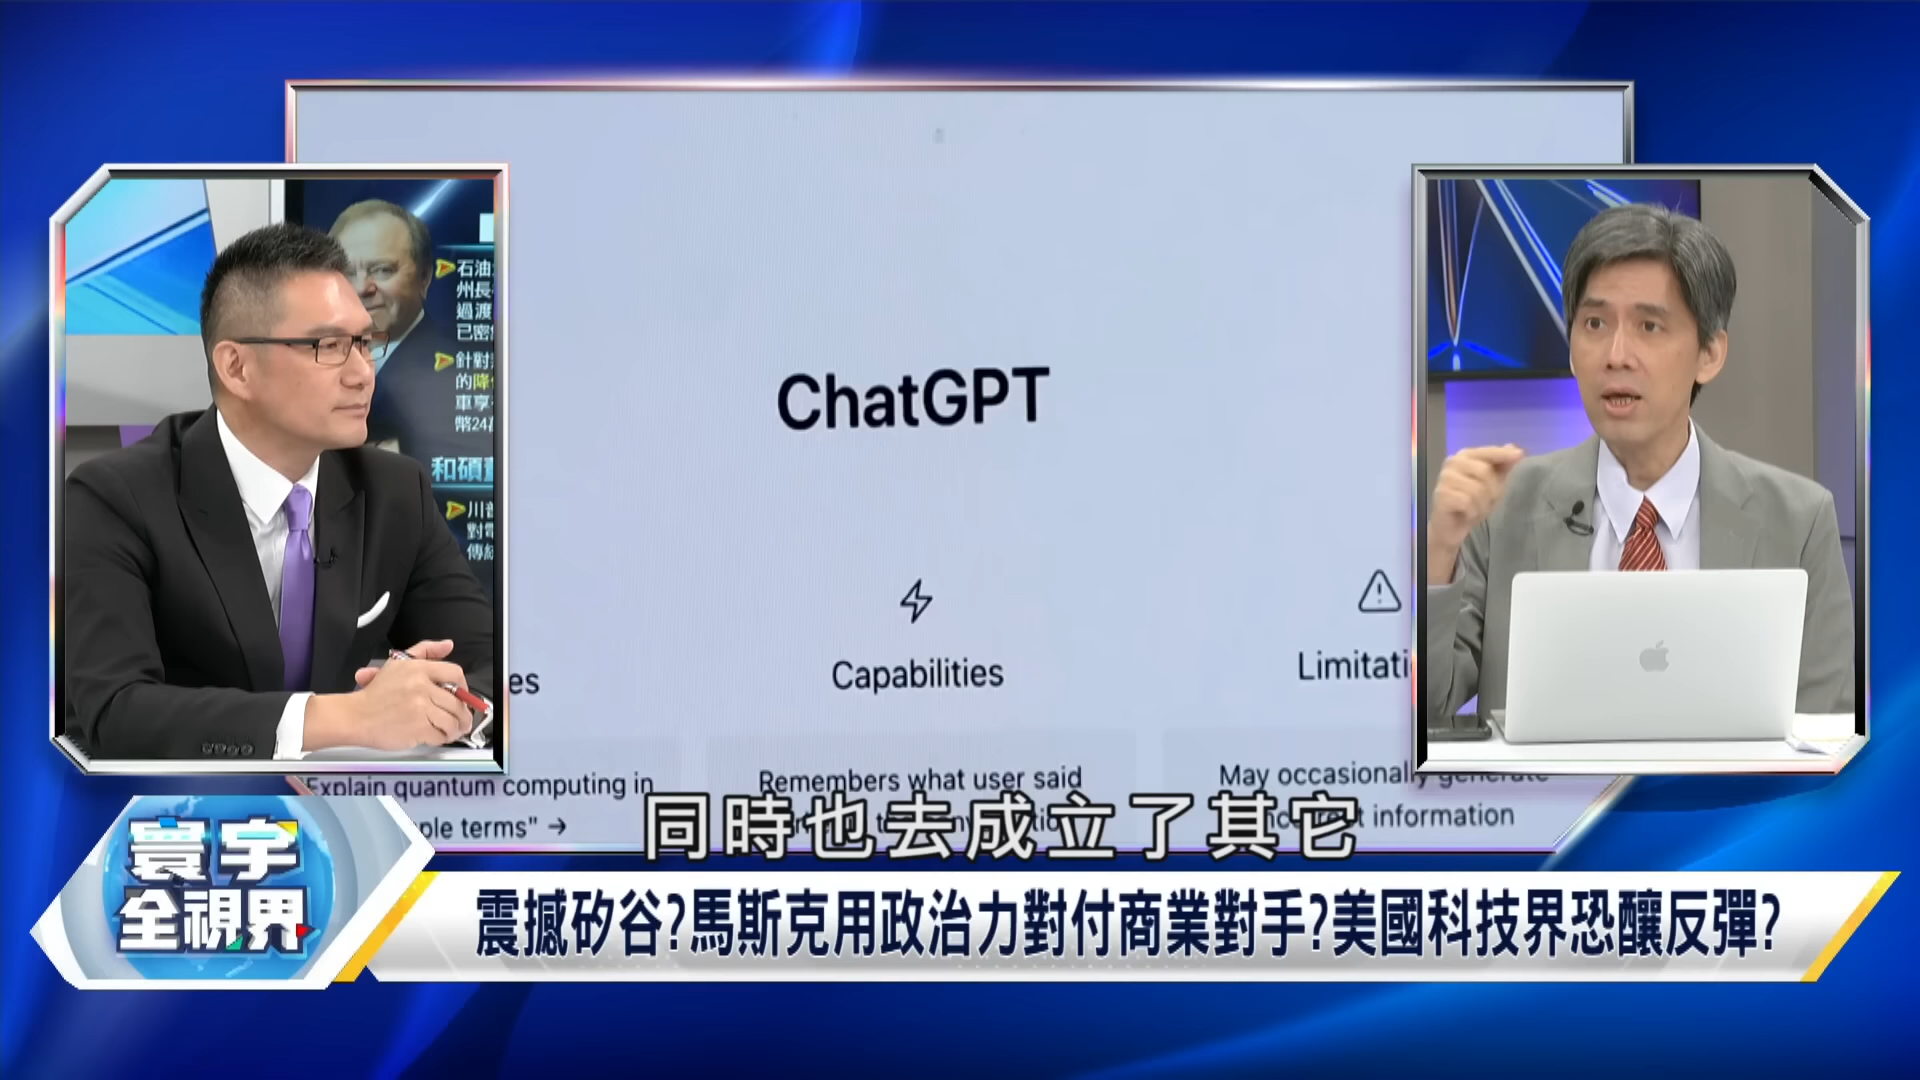 石油
州長
過渡
已密
針對
的降
車享
幣24
和碩
川普
對電
傳統
ChatGPT
es
Capabilities
Limitati
Explain quantum computing in
ple terms" →
Remembers what user said
May occasionally generate
incorrect information
同時也去成立了其它
寰宇
全視界
震撼矽谷?馬斯克用政治力對付商業對手?美國科技界恐釀反彈?